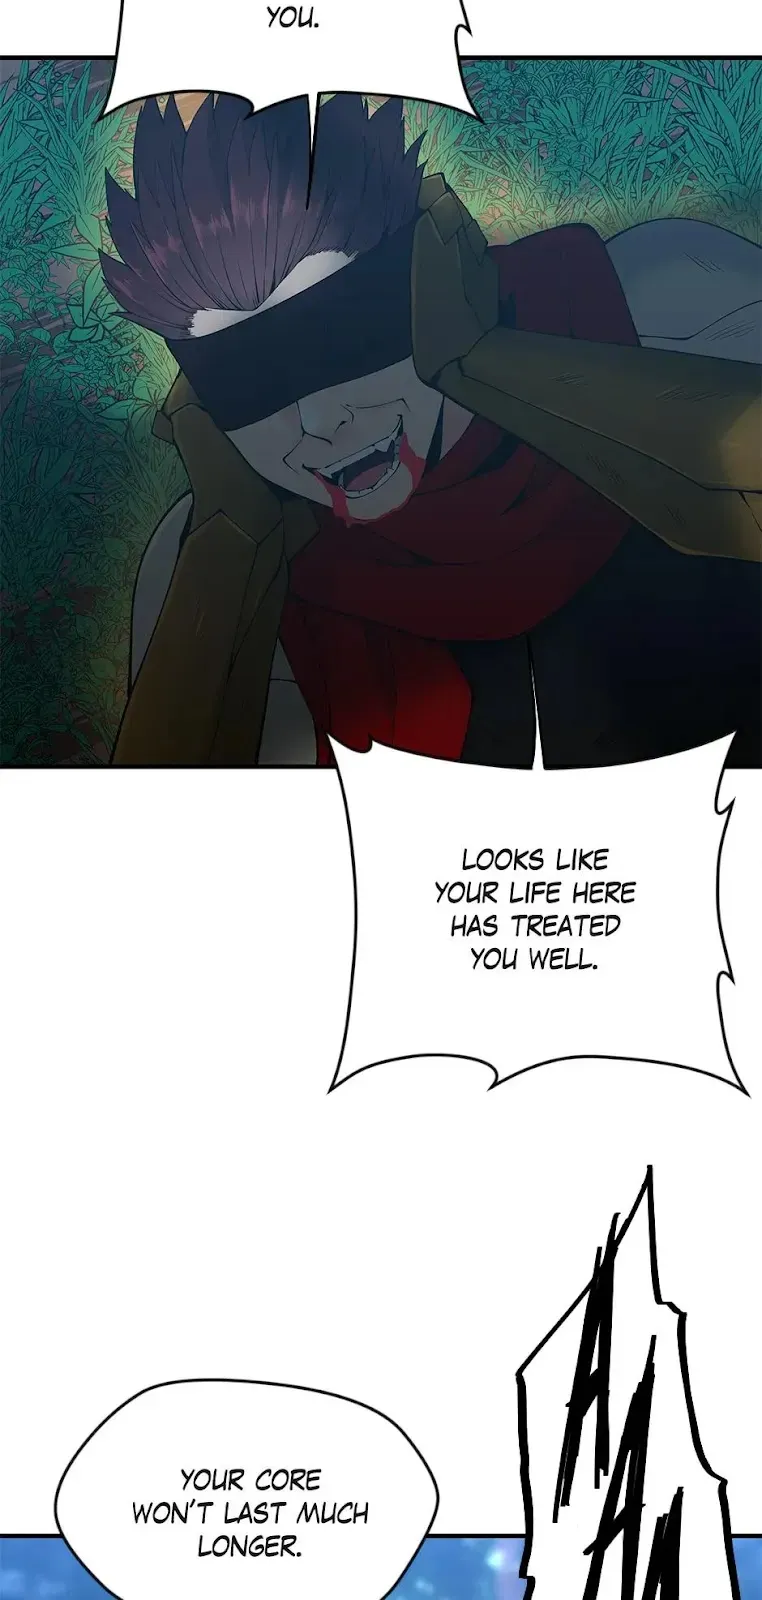 YOU.
LOOKS LIKE
YOUR LIFE HERE
HAS TREATED
YOU WELL.
YOUR CORE
WON'T LAST MUCH
LONGER.